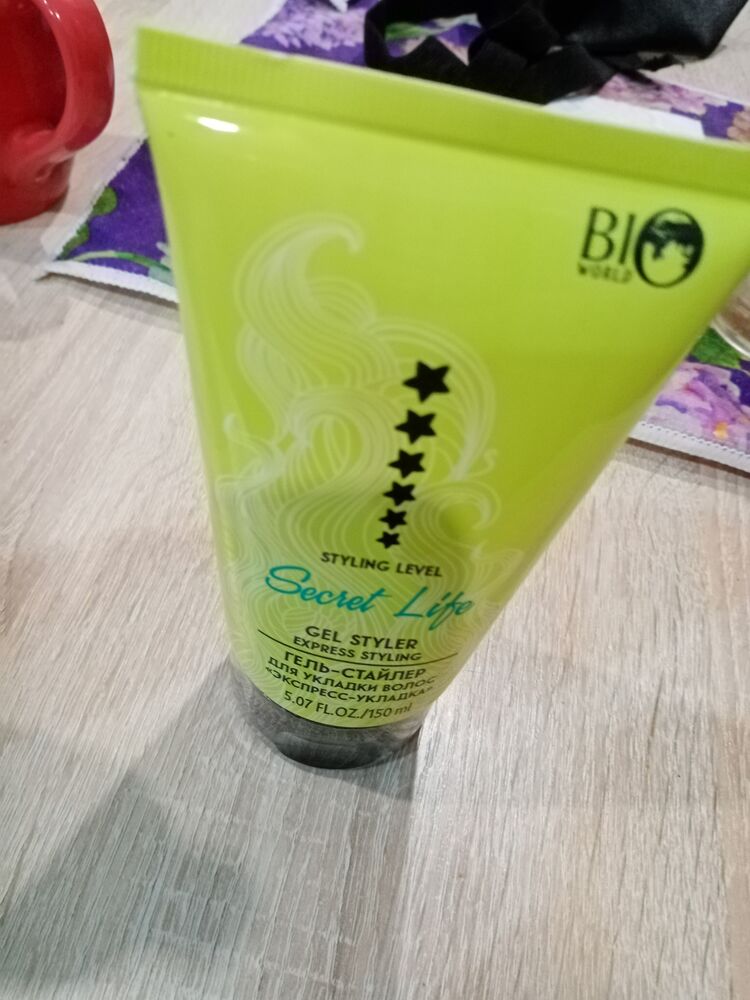 BIO
WORLD
STYLING LEVEL
Secret Life
GEL STYLER
EXPRESS STYLING
ГЕЛЬ-СТАЙЛЕР
ДЛЯ УКЛАДКИ ВОЛОС
«ЭКСПРЕСС-УКЛАДКА»
5.07 FL.OZ./150 ml